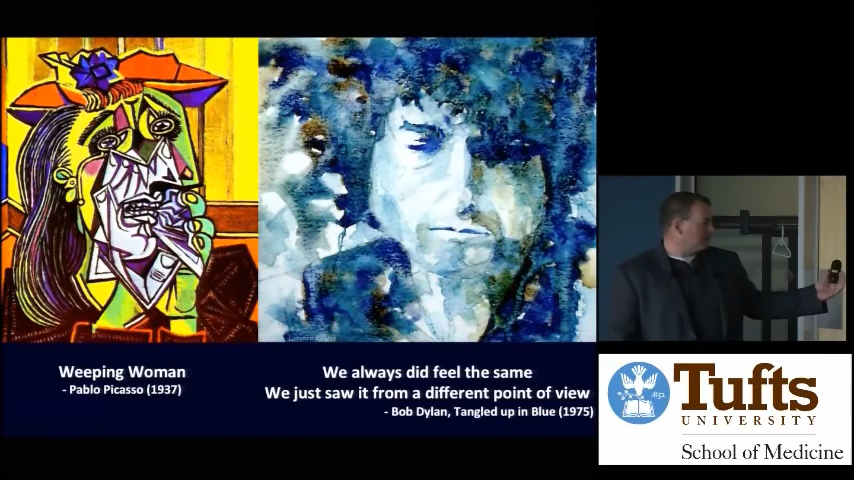 Weeping Woman
- Pablo Picasso (1937)
We always did feel the same
We just saw it from a different point of view
- Bob Dylan, Tangled up in Blue (1975)
1852
Tufts
UNIVERSITY
School of Medicine